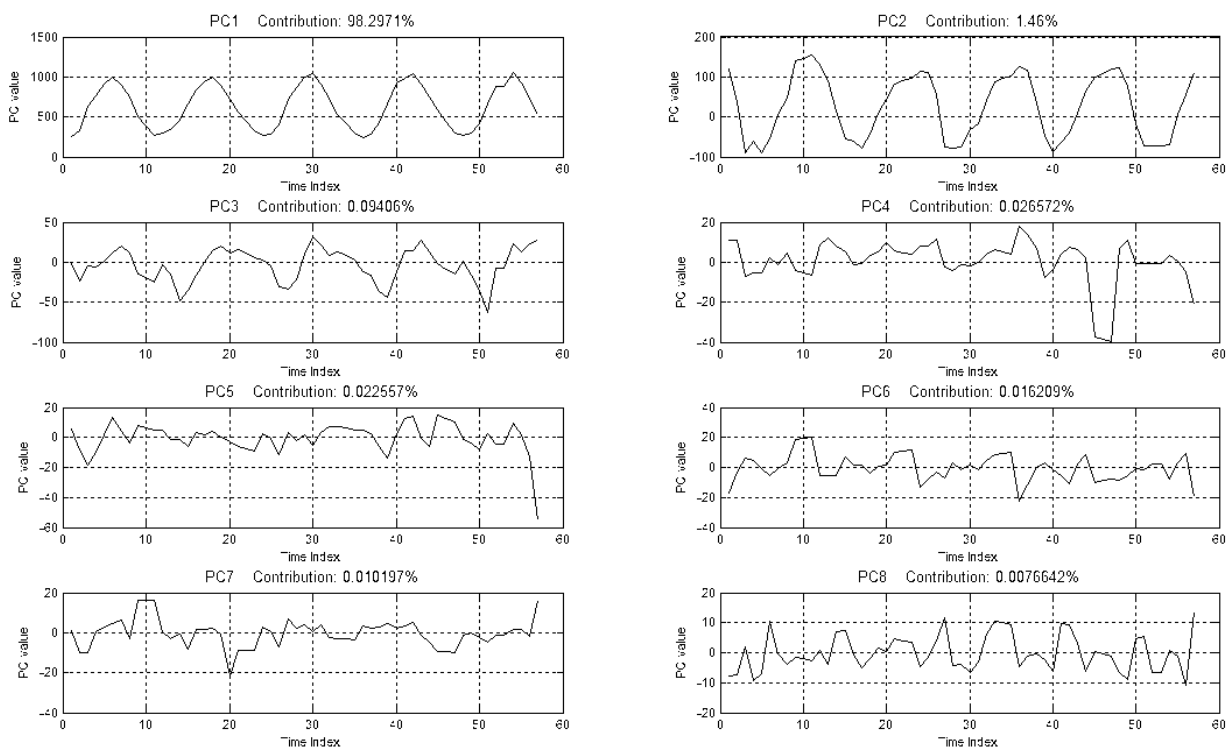 PC1 Contribution: 98.2971%
1500
1000
500
0
PC value
0 10 20 30 40 50 60
Time Index
PC2 Contribution: 1.46%
200
100
0
-100
PC value
0 10 20 30 40 50 60
Time Index
PC3 Contribution: 0.09406%
50
0
-50
-100
PC value
0 10 20 30 40 50 60
Time Index
PC4 Contribution: 0.026572%
20
0
-20
-40
PC value
0 10 20 30 40 50 60
Time Index
PC5 Contribution: 0.022557%
20
0
-20
-40
-60
PC value
0 10 20 30 40 50 60
Time Index
PC6 Contribution: 0.016209%
40
20
0
-20
-40
PC value
0 10 20 30 40 50 60
Time Index
PC7 Contribution: 0.010197%
20
0
-20
-40
PC value
0 10 20 30 40 50 60
Time Index
PC8 Contribution: 0.0076642%
20
10
0
-10
-20
PC value
0 10 20 30 40 50 60
Time Index